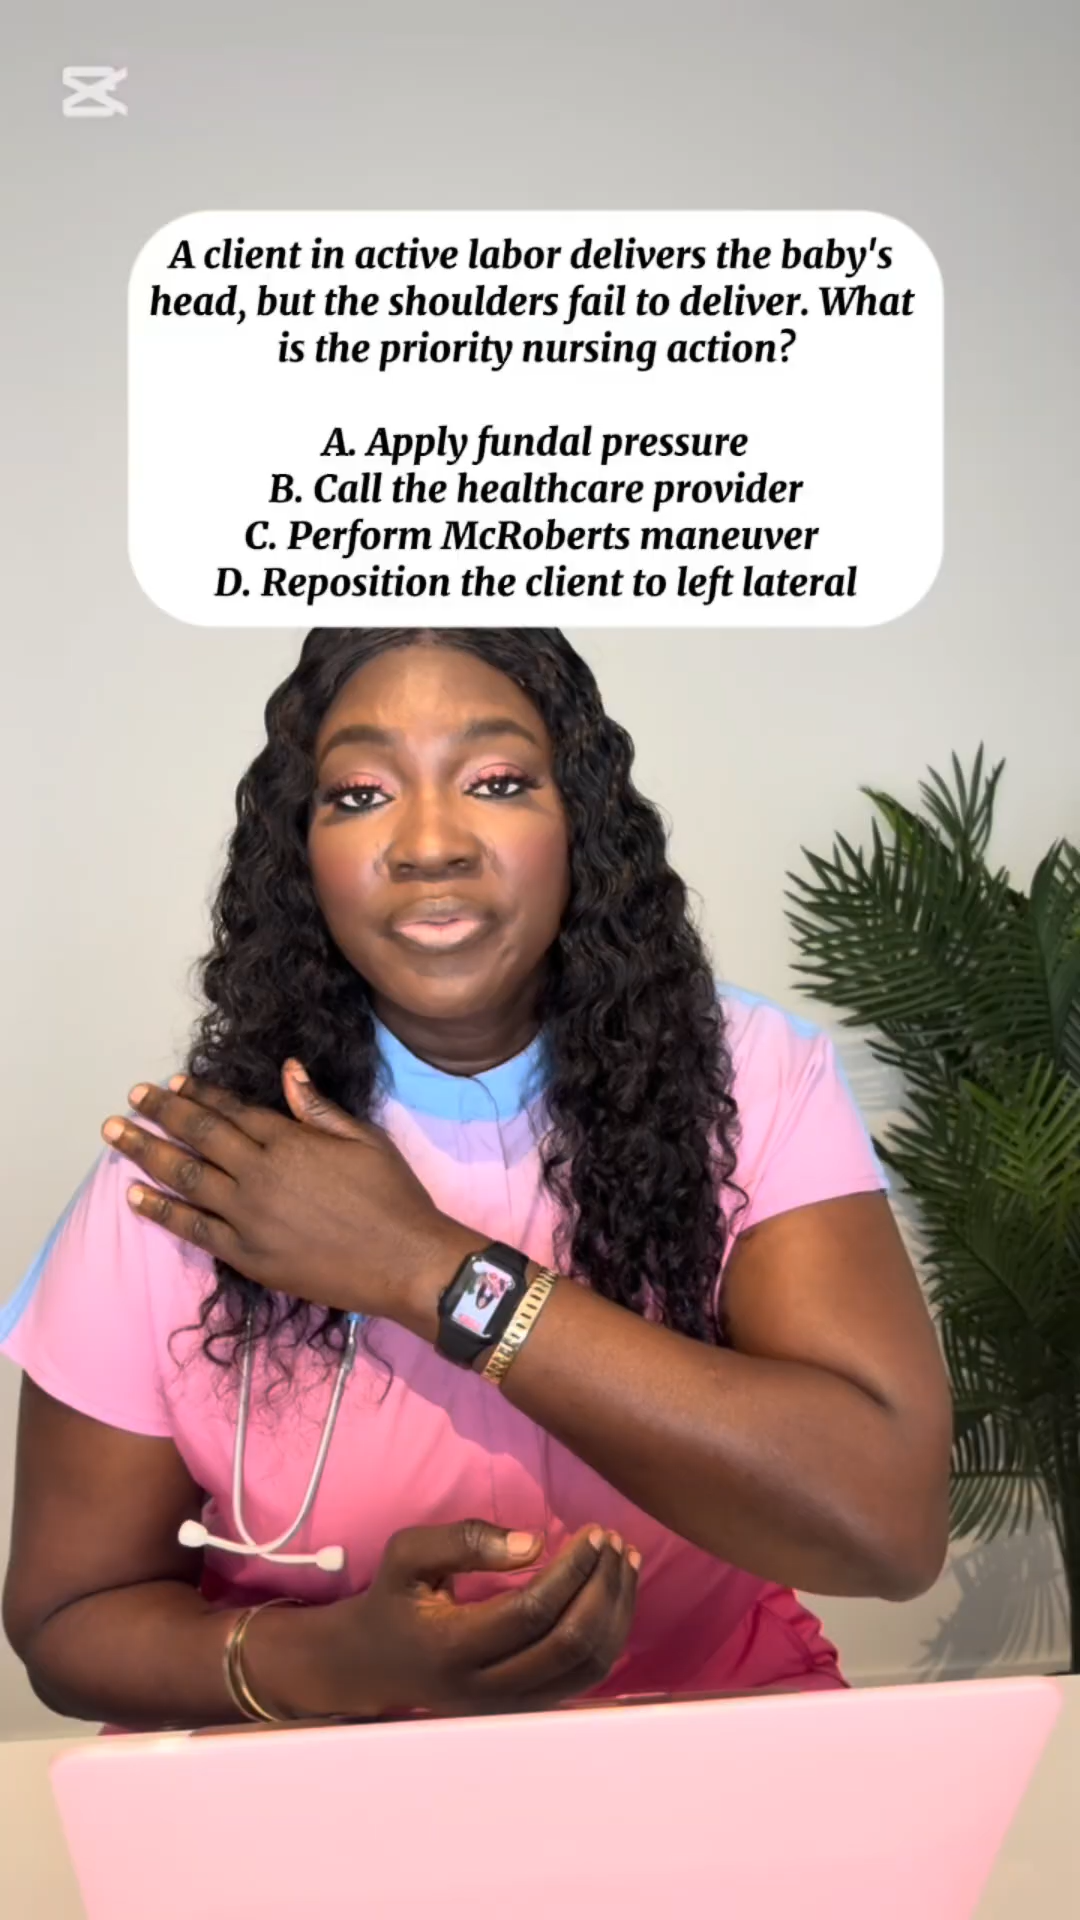 A client in active labor delivers the baby's
head, but the shoulders fail to deliver. What
is the priority nursing action?
A. Apply fundal pressure
B. Call the healthcare provider
C. Perform McRoberts maneuver
D. Reposition the client to left lateral